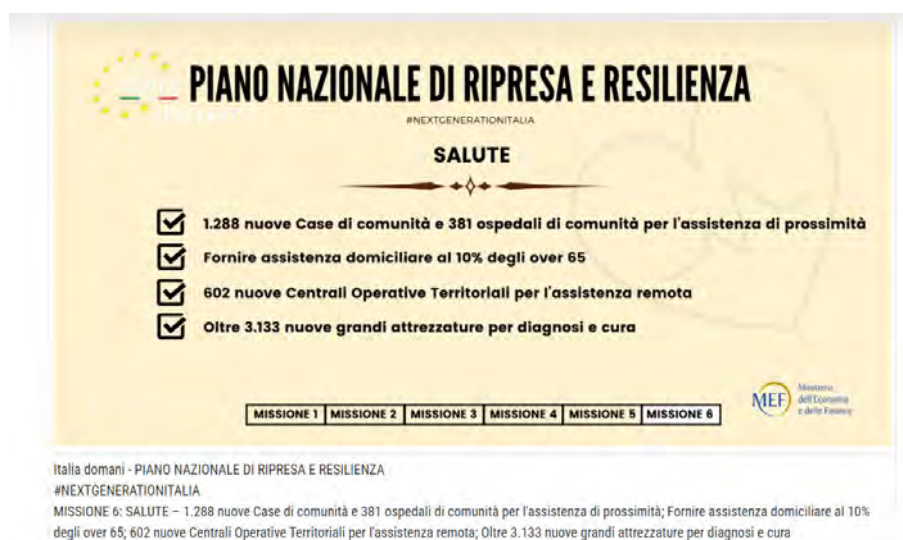 PIANO NAZIONALE DI RIPRESA E RESILIENZA
#NEXTGENERATIONITALIA
SALUTE
1.288 nuove Case di comunità e 381 ospedali di comunità per l'assistenza di prossimità
Fornire assistenza domiciliare al 10% degli over 65
602 nuove Centrali Operative Territoriali per l'assistenza remota
Oltre 3.133 nuove grandi attrezzature per diagnosi e cura
MISSIONE 1 MISSIONE 2 MISSIONE 3 MISSIONE 4 MISSIONE 5 MISSIONE 6
MEF
Ministero
dell'Economia
e delle Finanze
Italia domani - PIANO NAZIONALE DI RIPRESA E RESILIENZA
#NEXTGENERATIONITALIA
MISSIONE 6: SALUTE – 1.288 nuove Case di comunità e 381 ospedali di comunità per l'assistenza di prossimità; Fornire assistenza domiciliare al 10%
degli over 65; 602 nuove Centrali Operative Territoriali per l'assistenza remota; Oltre 3.133 nuove grandi attrezzature per diagnosi e cura